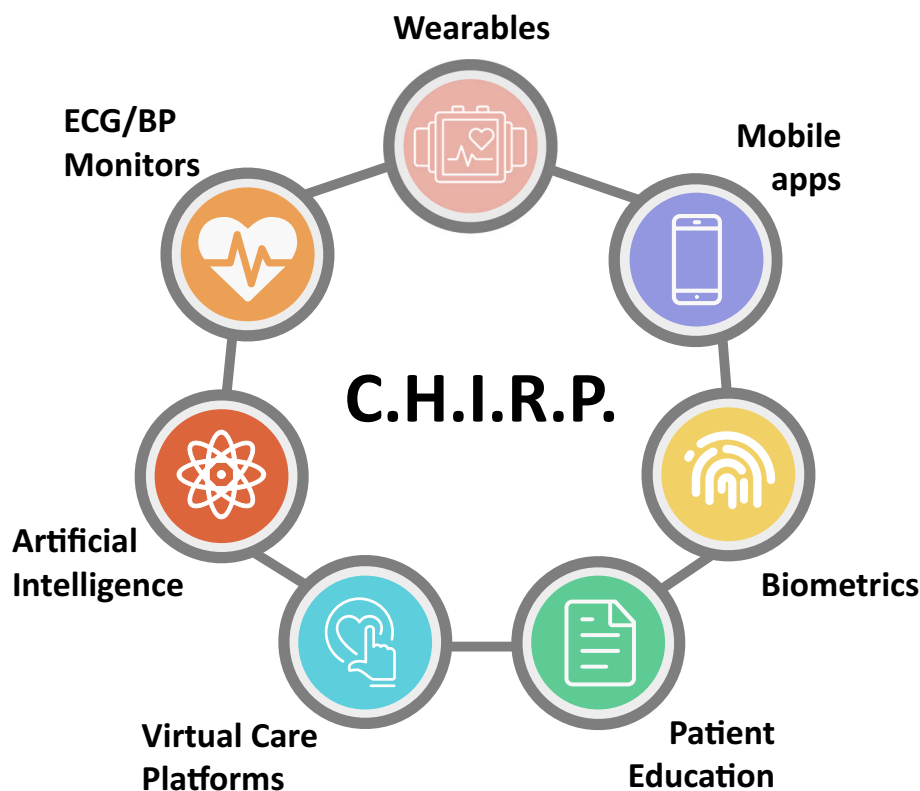 Wearables
ECG/BP
Monitors
Mobile
apps
C.H.I.R.P.
Artificial
Intelligence
Biometrics
Virtual Care
Platforms
Patient
Education